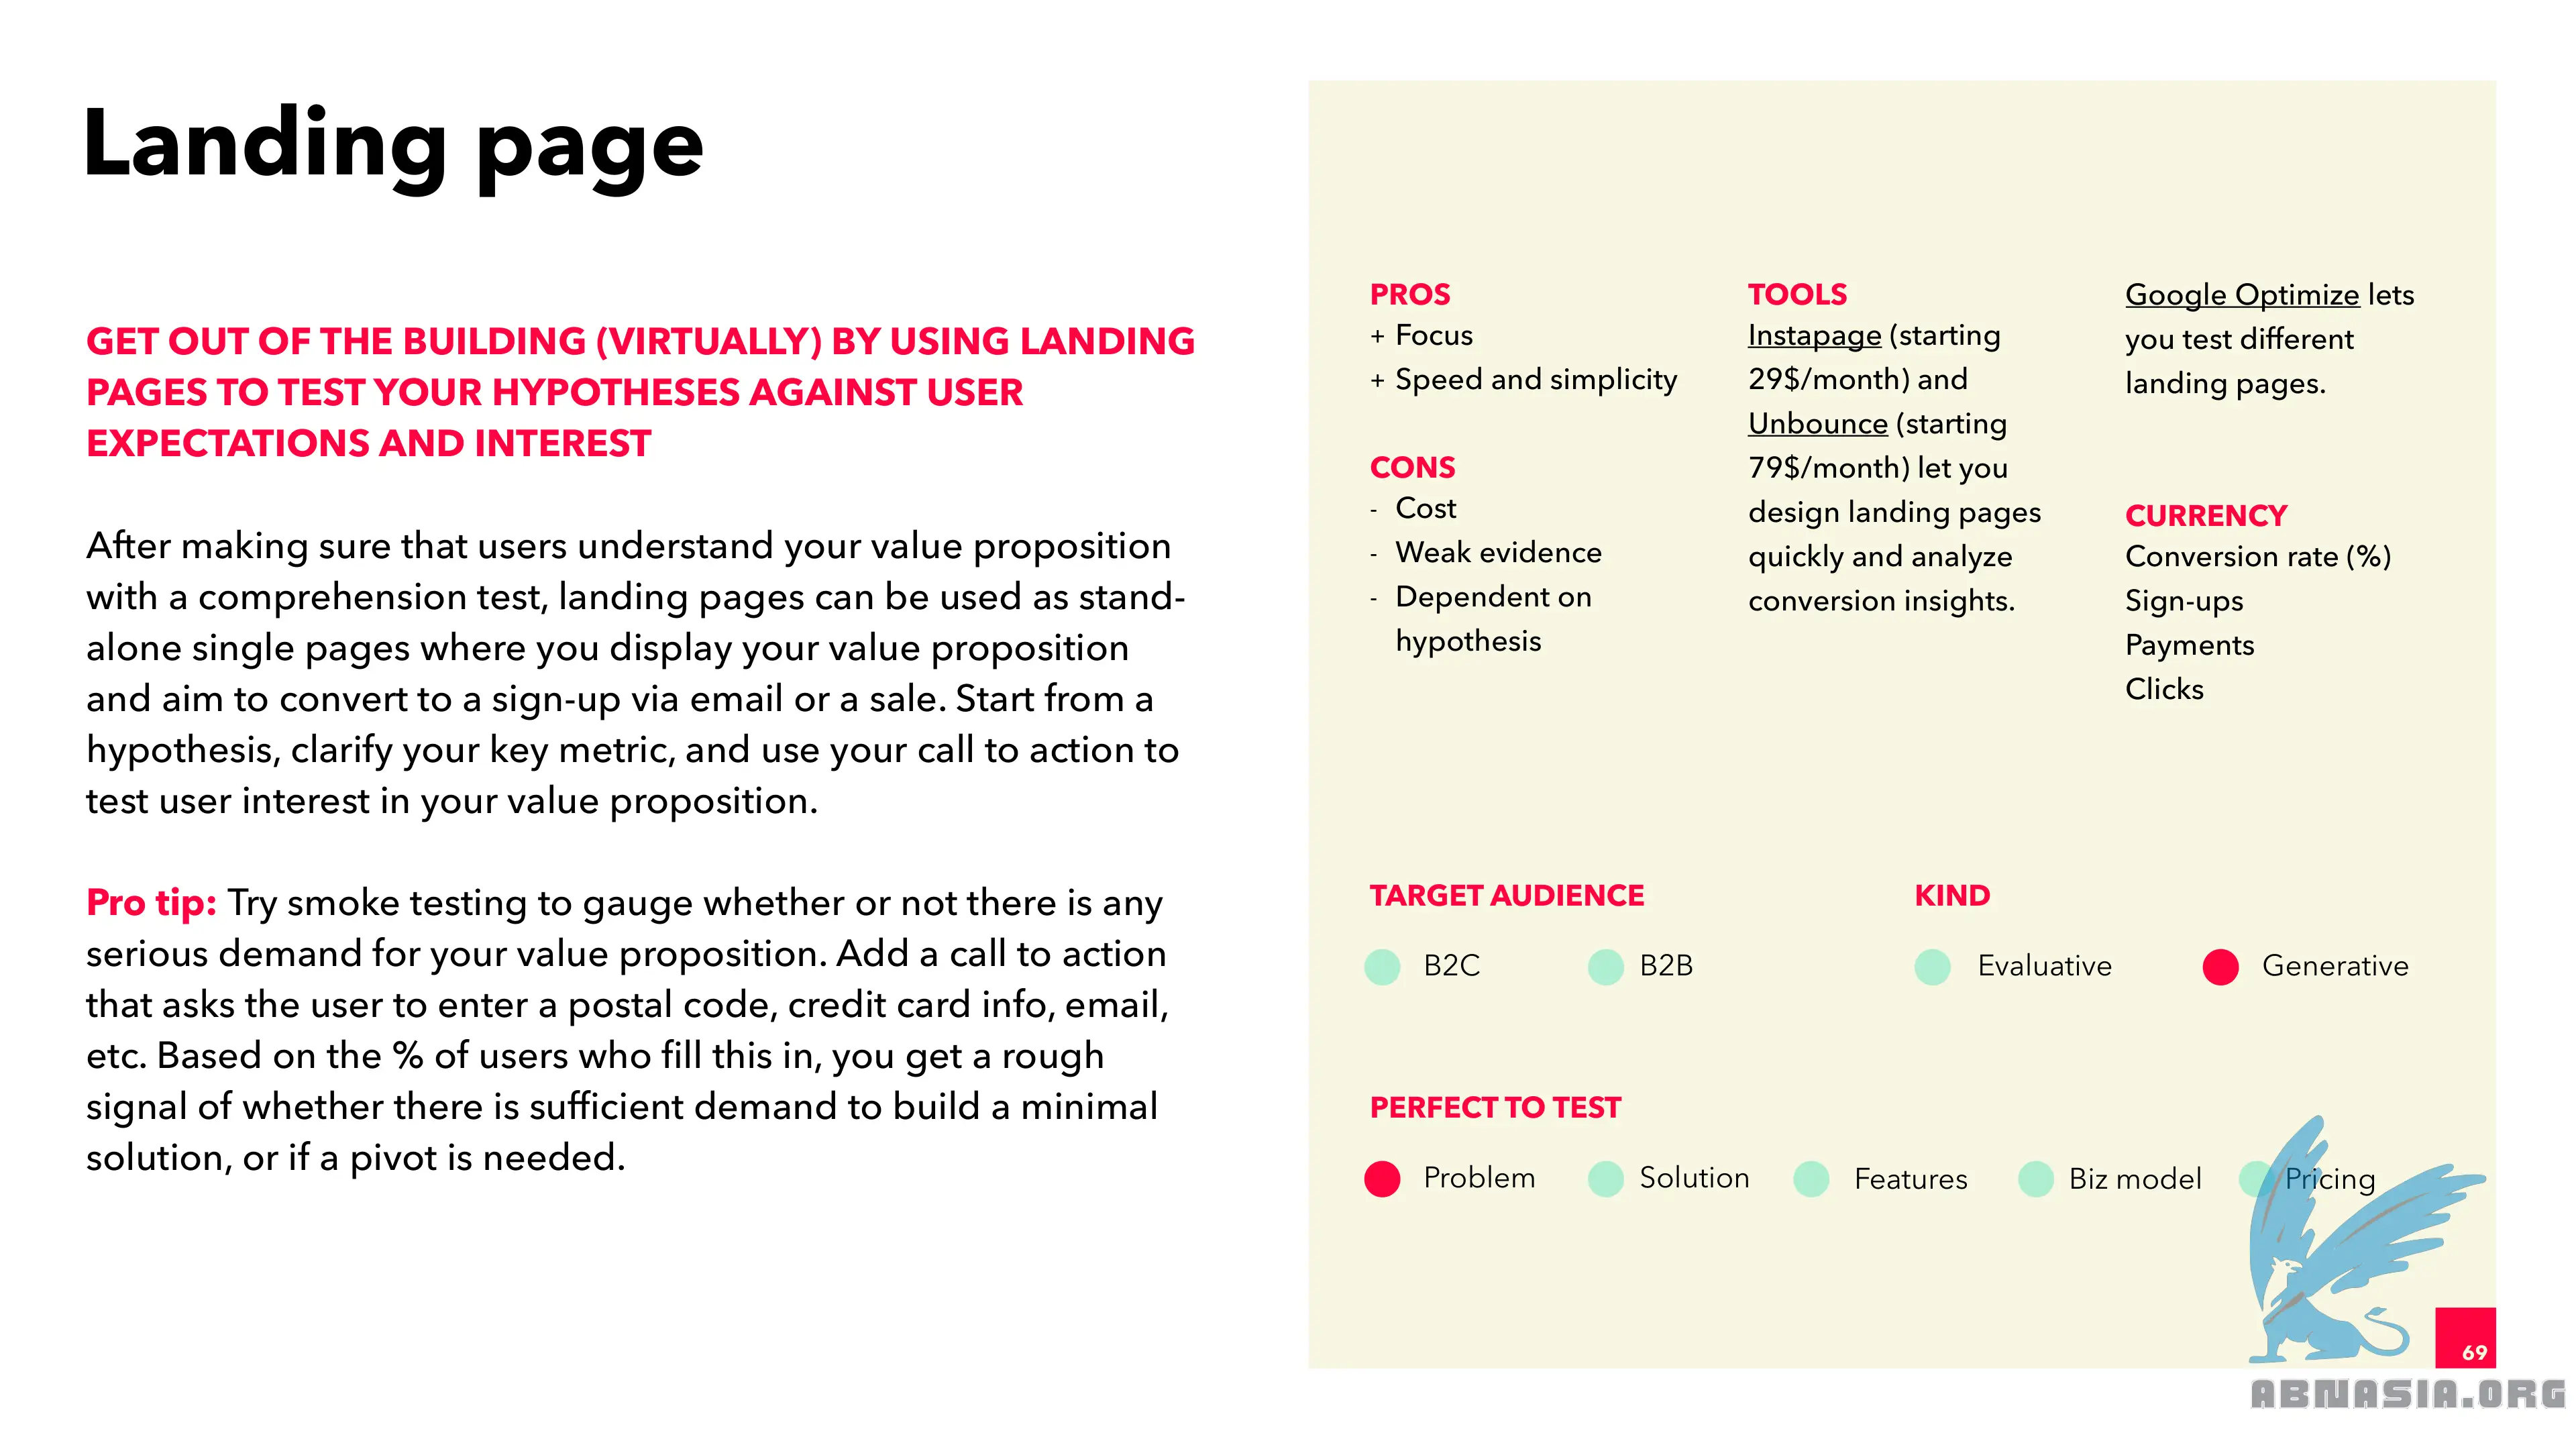 Landing page
GET OUT OF THE BUILDING (VIRTUALLY) BY USING LANDING
PAGES TO TEST YOUR HYPOTHESES AGAINST USER
EXPECTATIONS AND INTEREST
After making sure that users understand your value proposition
with a comprehension test, landing pages can be used as stand-
alone single pages where you display your value proposition
and aim to convert to a sign-up via email or a sale. Start from a
hypothesis, clarify your key metric, and use your call to action to
test user interest in your value proposition.
Pro tip: Try smoke testing to gauge whether or not there is any
serious demand for your value proposition. Add a call to action
that asks the user to enter a postal code, credit card info, email,
etc. Based on the % of users who fill this in, you get a rough
signal of whether there is sufficient demand to build a minimal
solution, or if a pivot is needed.
PROS
+ Focus
+ Speed and simplicity
CONS
- Cost
- Weak evidence
- Dependent on
hypothesis
TOOLS
Instapage (starting
29$/month) and
Unbounce (starting
79$/month) let you
design landing pages
quickly and analyze
conversion insights.
Google Optimize lets
you test different
landing pages.
CURRENCY
Conversion rate (%)
Sign-ups
Payments
Clicks
TARGET AUDIENCE
B2C B2B
KIND
Evaluative Generative
PERFECT TO TEST
Problem Solution Features Biz model Pricing
69
ABNASIA.ORG